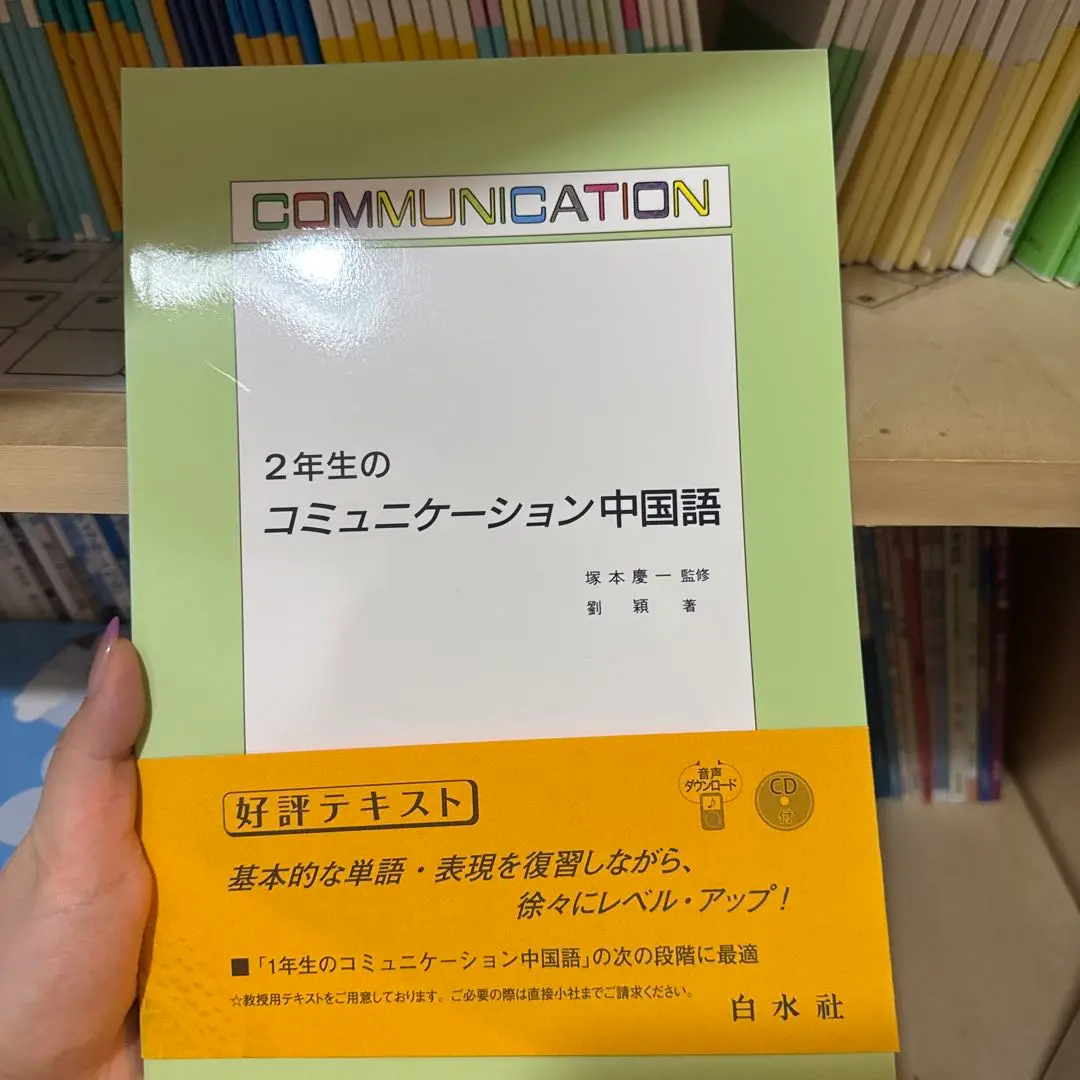 COMMUNICATION
2年生の
コミュニケーション中国語
塚本慶一 監修
劉 穎 著
好評テキスト
音声
ダウンロード
CD
付
基本的な単語・表現を復習しながら、
徐々にレベル・アップ!
■「1年生のコミュニケーション中国語」の次の段階に最適
☆教授用テキストをご用意しております。ご必要の際は直接小社までご請求ください。
白水社